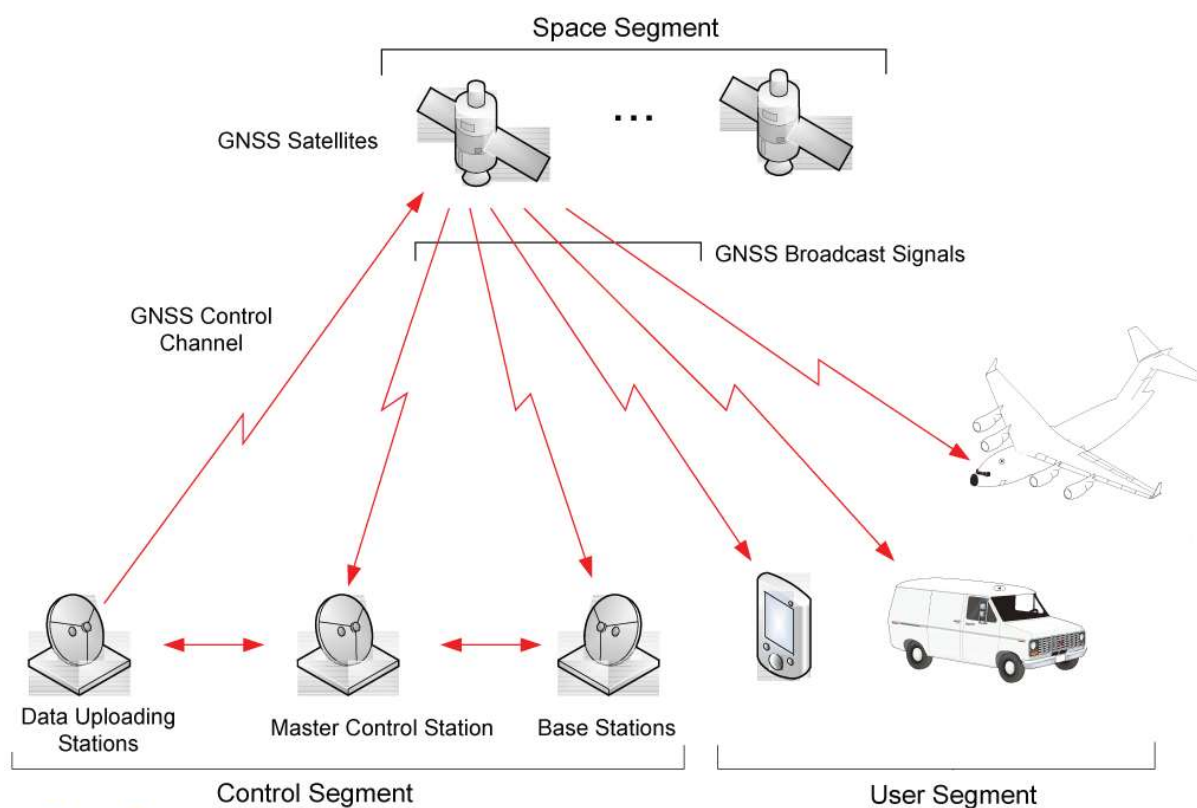 Space Segment
GNSS Satellites
...
GNSS Broadcast Signals
GNSS Control
Channel
Data Uploading
Stations
Master Control Station
Base Stations
Control Segment
User Segment